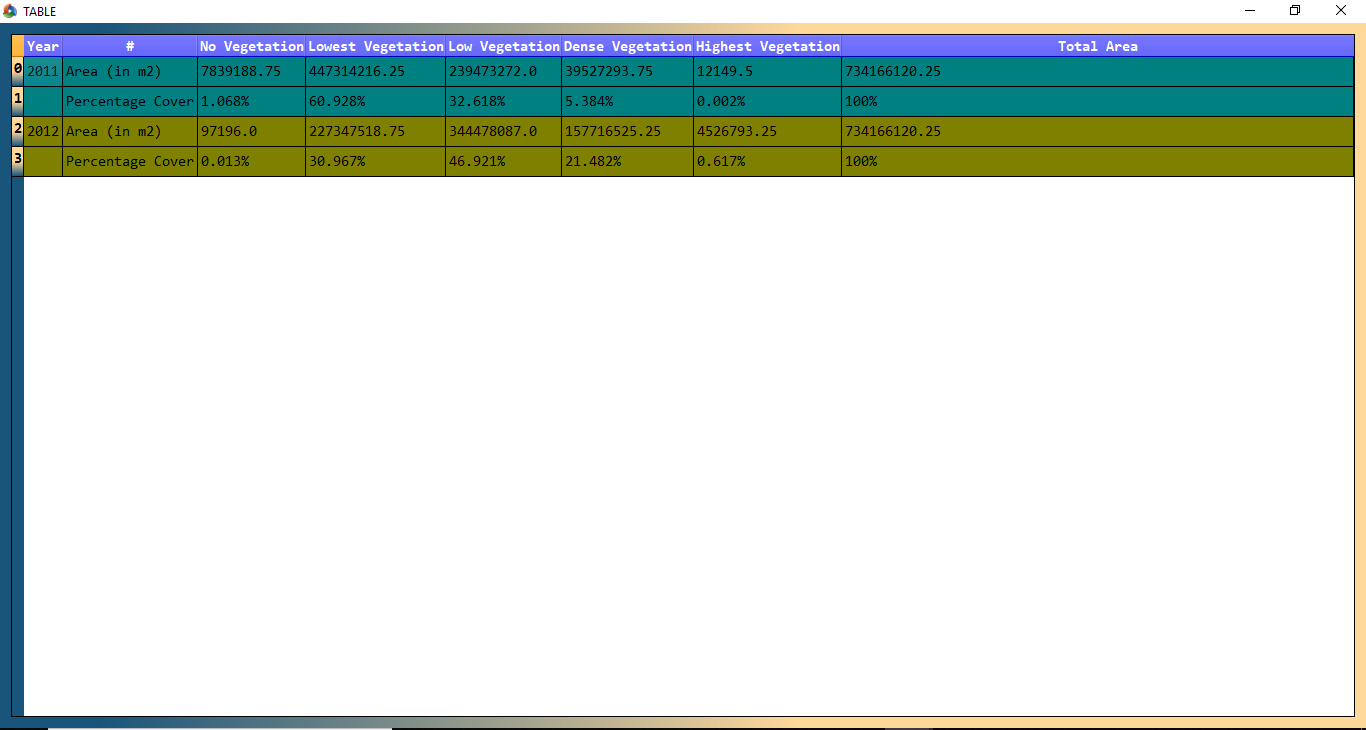 TABLE
Year # No Vegetation Lowest Vegetation Low Vegetation Dense Vegetation Highest Vegetation Total Area
0 2011 Area (in m2) 7839188.75 447314216.25 239473272.0 39527293.75 12149.5 734166120.25
1 Percentage Cover 1.068% 60.928% 32.618% 5.384% 0.002% 100%
2 2012 Area (in m2) 97196.0 227347518.75 344478087.0 157716525.25 4526793.25 734166120.25
3 Percentage Cover 0.013% 30.967% 46.921% 21.482% 0.617% 100%